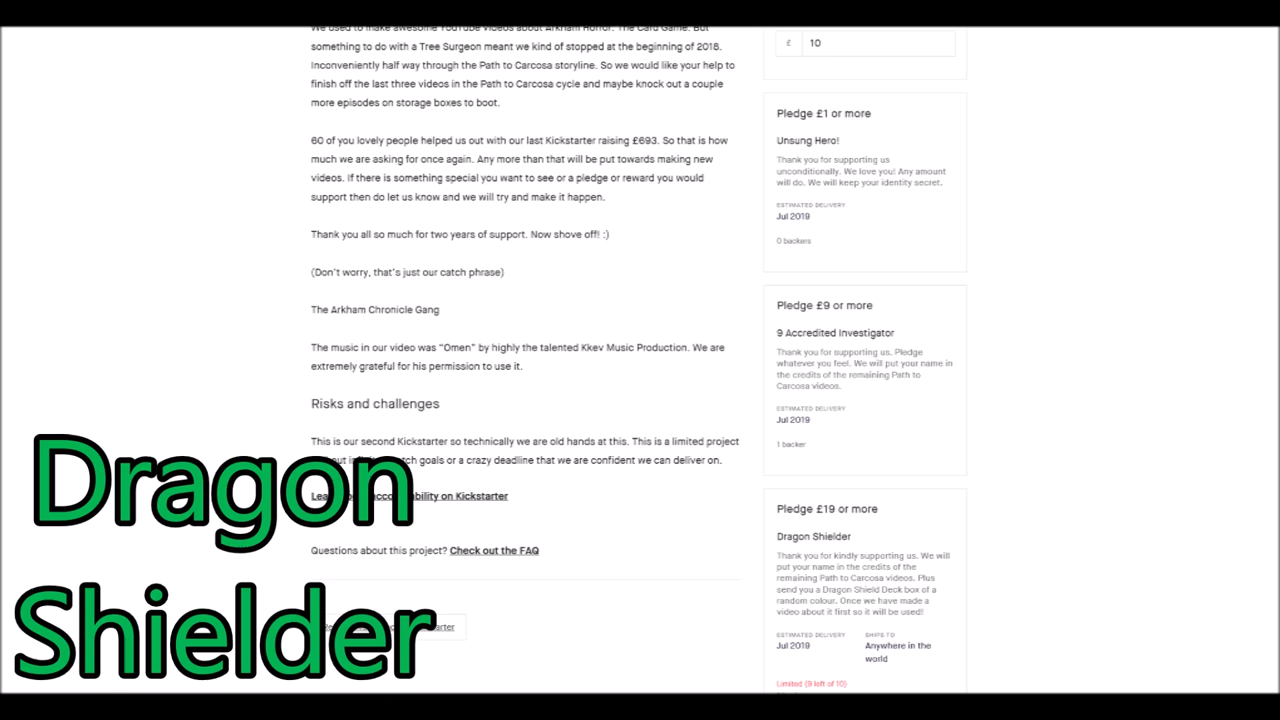 We used to make awesome YouTube videos about Arkham Horror: The Card Game. But
something to do with a Tree Surgeon meant we kind of stopped at the beginning of 2018.
Inconveniently half way through the Path to Carcosa storyline. So we would like your help to
finish off the last three videos in the Path to Carcosa cycle and maybe knock out a couple
more episodes on storage boxes to boot.
60 of you lovely people helped us out with our last Kickstarter raising £693. So that is how
much we are asking for once again. Any more than that will be put towards making new
videos. If there is something special you want to see or a pledge or reward you would
support then do let us know and we will try and make it happen.
Thank you all so much for two years of support. Now shove off! :)
(Don't worry, that's just our catch phrase)
The Arkham Chronicle Gang
The music in our video was "Omen" by highly the talented Kkev Music Production. We are
extremely grateful for his permission to use it.
Risks and challenges
This is our second Kickstarter so technically we are old hands at this. This is a limited project
goals or a crazy deadline that we are confident we can deliver on.
on Kickstarter
Questions about this project? Check out the FAQ
£ 10
Pledge £1 or more
Unsung Hero!
Thank you for supporting us
unconditionally. We love you! Any amount
will do. We will keep your identity secret.
ESTIMATED DELIVERY
Jul 2019
0 backers
Pledge £9 or more
9 Accredited Investigator
Thank you for supporting us. Pledge
whatever you feel. We will put your name in
the credits of the remaining Path to
Carcosa videos.
ESTIMATED DELIVERY
Jul 2019
1 backer
Pledge £19 or more
Dragon Shielder
Thank you for kindly supporting us. We will
put your name in the credits of the
remaining Path to Carcosa videos. Plus
send you a Dragon Shield Deck box of a
random colour. Once we have made a
video about it first so it will be used!
ESTIMATED DELIVERY SHIPS TO
Jul 2019 Anywhere in the
world
Limited (9 left of 10)
Dragon
Shielder